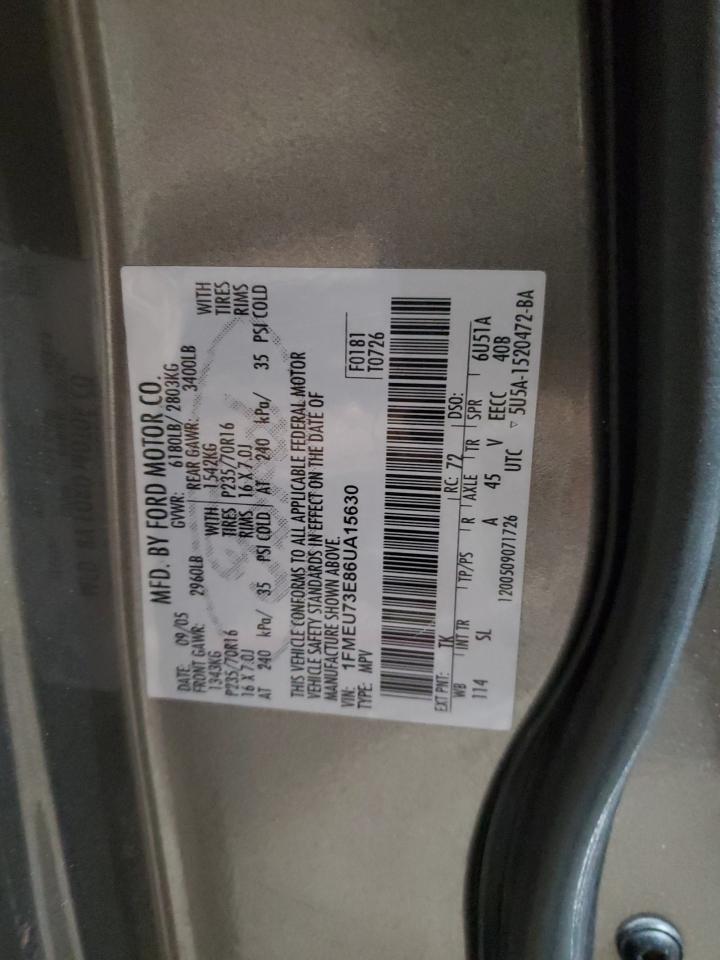 MFD. BY FORD MOTOR CO.
DATE: 09/05 GVWR: 6180LB/ 2803KG
FRONT GAWR: 2960LB REAR GAWR: 3400LB
1343KG WITH 1542KG WITH
P235/70R16 TIRES P235/70R16 TIRES
16 X 7.0J RIMS 16 X 7.0J RIMS
AT 240 kPa/ 35 PSI COLD AT 240 kPa/ 35 PSI COLD
THIS VEHICLE CONFORMS TO ALL APPLICABLE FEDERAL MOTOR
VEHICLE SAFETY STANDARDS IN EFFECT ON THE DATE OF
MANUFACTURE SHOWN ABOVE.
VIN: 1FMEU73E86UA15630 F0181
TYPE: MPV T0726
EXT PNT: TK RC: 72 DSO:
WB INT TR TP/PS R AXLE TR SPR 6U51A
114 SL A 45 V EECC 40B
UTC ▽ 5U5A-1520472-BA
1200509071726